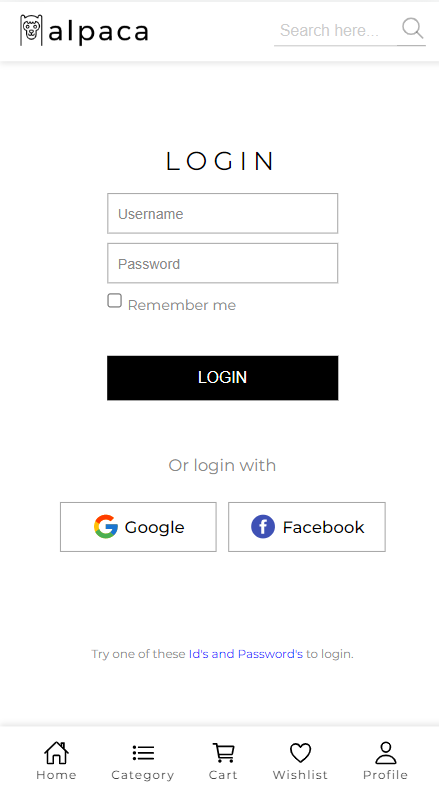 alpaca
Search here...
LOGIN
Username
Password
Remember me
LOGIN
Or login with
Google
Facebook
Try one of these Id's and Password's to login.
Home
Category
Cart
Wishlist
Profile